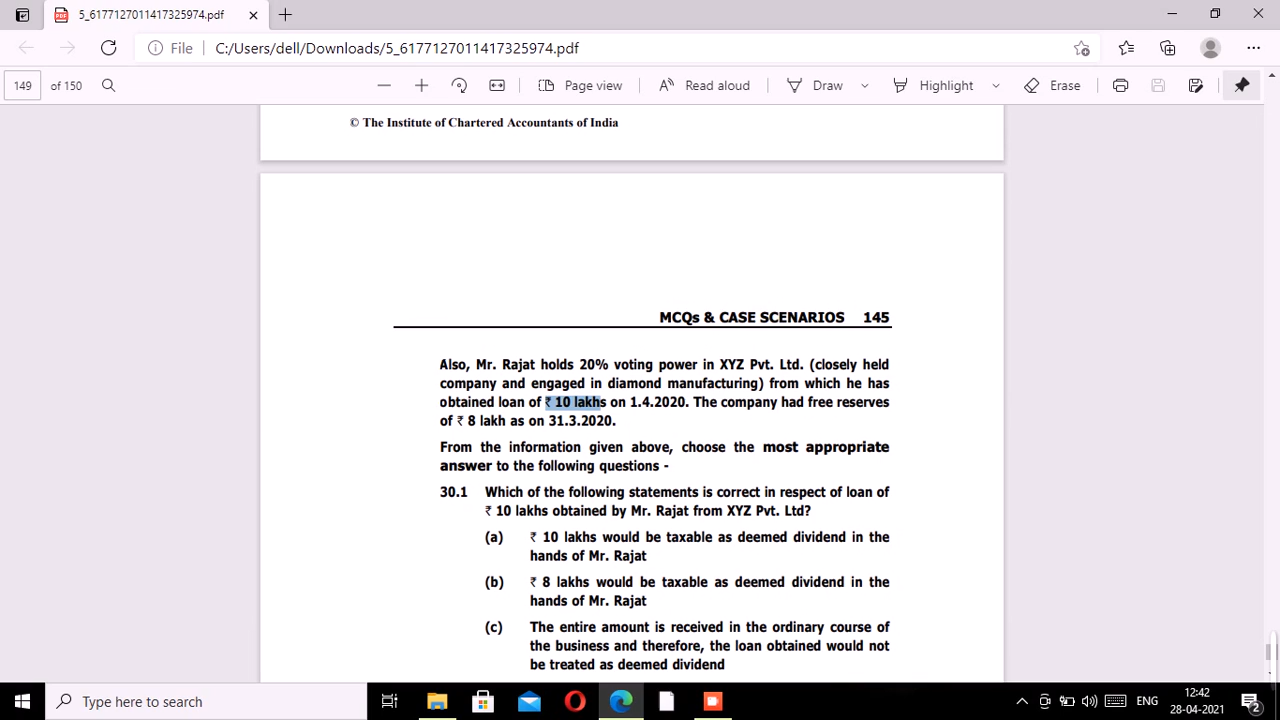 5_6177127011417325974.pdf
File C:/Users/dell/Downloads/5_6177127011417325974.pdf
149 of 150 Page view Read aloud Draw Highlight Erase
© The Institute of Chartered Accountants of India
MCQs & CASE SCENARIOS 145
Also, Mr. Rajat holds 20% voting power in XYZ Pvt. Ltd. (closely held
company and engaged in diamond manufacturing) from which he has
obtained loan of ₹ 10 lakhs on 1.4.2020. The company had free reserves
of ₹ 8 lakh as on 31.3.2020.
From the information given above, choose the most appropriate
answer to the following questions -
30.1 Which of the following statements is correct in respect of loan of
₹ 10 lakhs obtained by Mr. Rajat from XYZ Pvt. Ltd?
(a) ₹ 10 lakhs would be taxable as deemed dividend in the
hands of Mr. Rajat
(b) ₹ 8 lakhs would be taxable as deemed dividend in the
hands of Mr. Rajat
(c) The entire amount is received in the ordinary course of
the business and therefore, the loan obtained would not
be treated as deemed dividend
Type here to search
ENG
12:42
28-04-2021
2